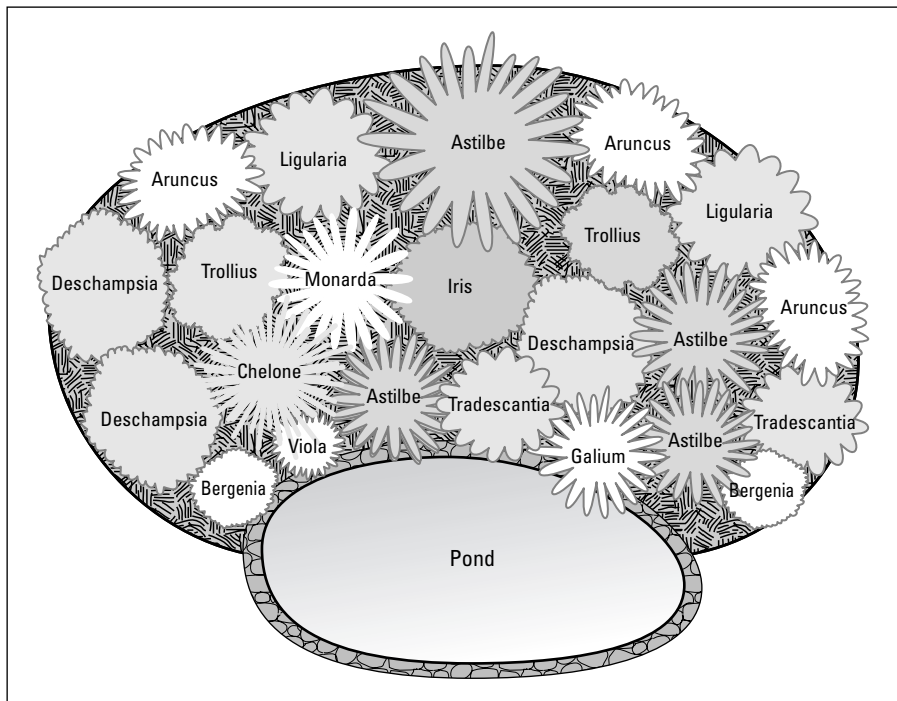 Astilbe
Aruncus
Ligularia
Aruncus
Ligularia
Trollius
Deschampsia
Trollius
Monarda
Iris
Aruncus
Deschampsia
Astilbe
Chelone
Astilbe
Tradescantia
Deschampsia
Tradescantia
Viola
Galium
Astilbe
Bergenia
Bergenia
Pond